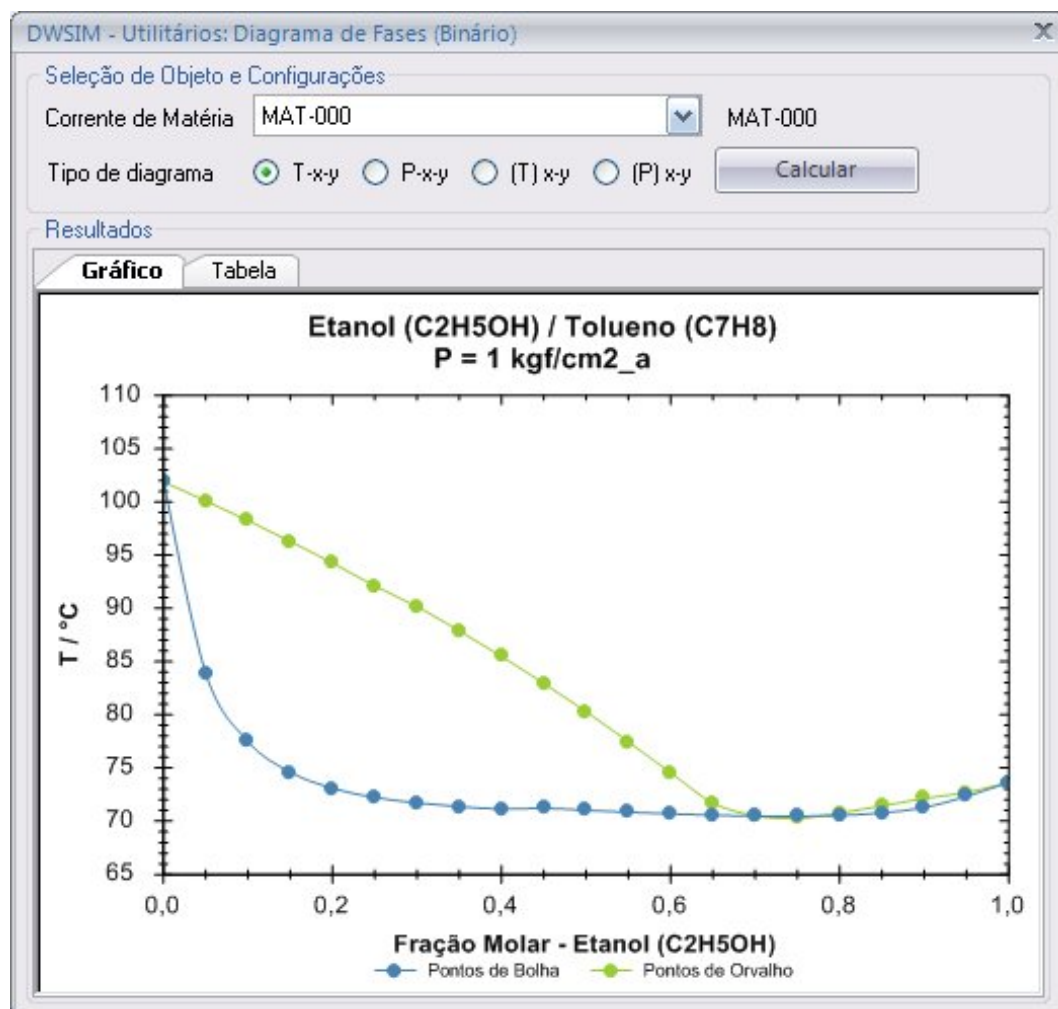 DWSIM - Utilitários: Diagrama de Fases (Binário)
Seleção de Objeto e Configurações
Corrente de Matéria MAT-000 MAT-000
Tipo de diagrama T-x-y P-x-y (T) x-y (P) x-y Calcular
Resultados
Gráfico Tabela
Etanol (C2H5OH) / Tolueno (C7H8)
P = 1 kgf/cm2_a
110
105
100
95
90
85
80
75
70
65
T / °C
0,0 0,2 0,4 0,6 0,8 1,0
Fração Molar - Etanol (C2H5OH)
Pontos de Bolha Pontos de Orvalho